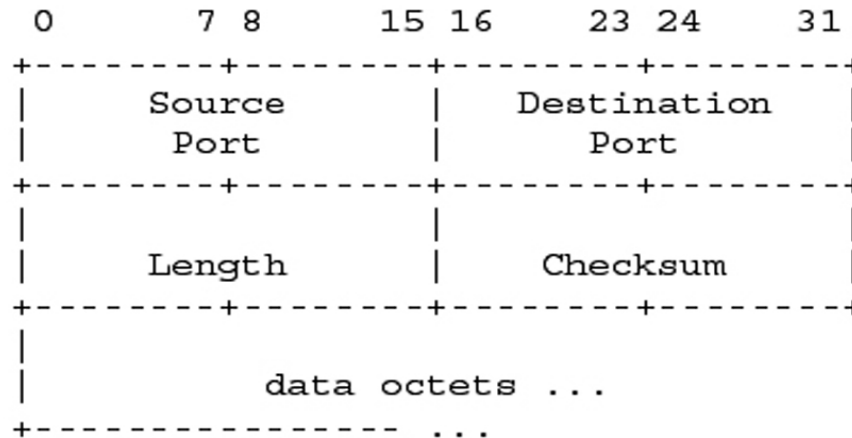 0 7 8 15 16 23 24 31
+--------+--------+--------+--------+
| Source | Destination |
| Port | Port |
+--------+--------+--------+--------+
| | |
| Length | Checksum |
+--------+--------+--------+--------+
|
| data octets ...
+---------------- ...